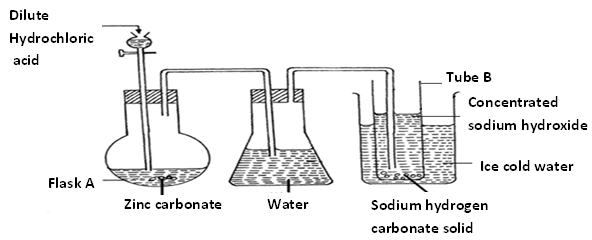 Dilute
Hydrochloric
acid
Tube B
Concentrated
sodium hydroxide
Ice cold water
Flask A
Zinc carbonate
Water
Sodium hydrogen
carbonate solid